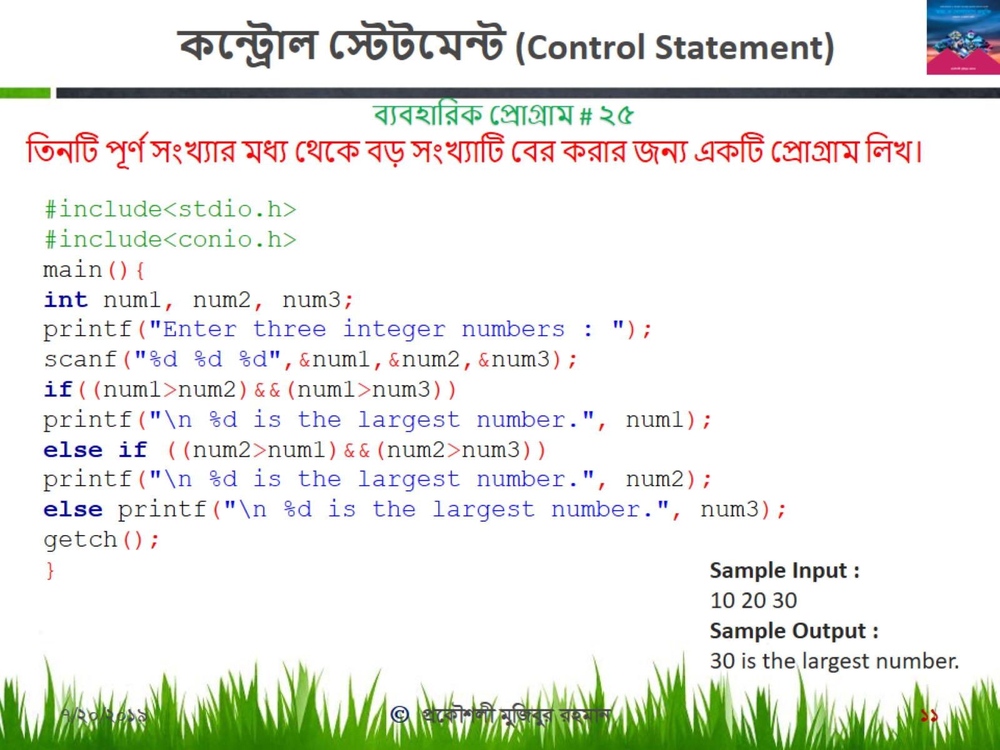 কন্ট্রোল স্টেটমেন্ট (Control Statement)
ব্যবহারিক প্রোগ্রাম # ২৫
তিনটি পূর্ণ সংখ্যার মধ্য থেকে বড় সংখ্যাটি বের করার জন্য একটি প্রোগ্রাম লিখ।
#include<stdio.h>
#include<conio.h>
main(){
int num1, num2, num3;
printf("Enter three integer numbers : ");
scanf("%d %d %d",&num1,&num2,&num3);
if((num1>num2)&&(num1>num3))
printf("\n %d is the largest number.", num1);
else if ((num2>num1)&&(num2>num3))
printf("\n %d is the largest number.", num2);
else printf("\n %d is the largest number.", num3);
getch();
}
Sample Input :
10 20 30
Sample Output :
30 is the largest number.
৭/২০/২০১৯
© প্রকৌশলী মুজিবুর রহমান
১১